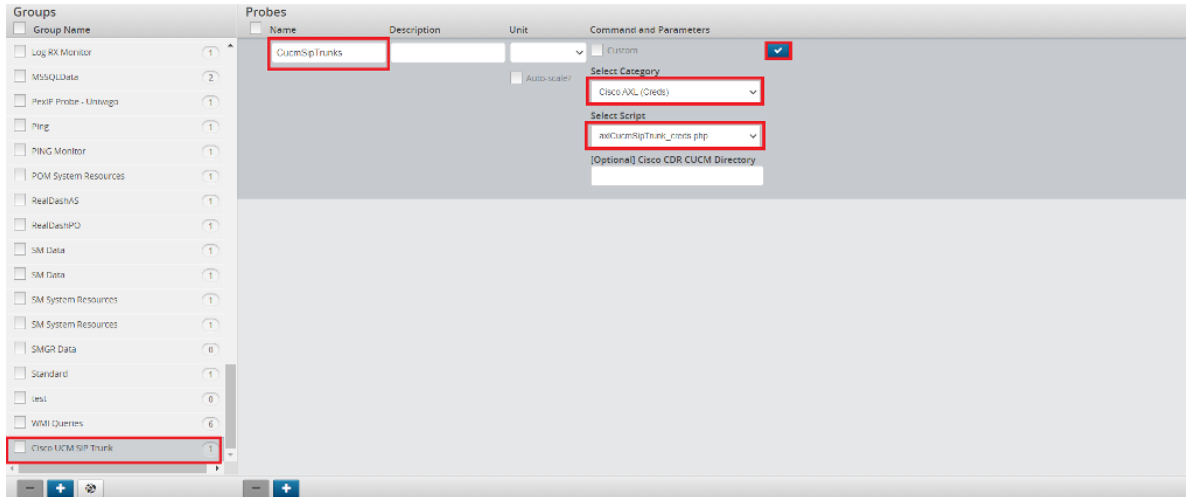 Groups
Group Name
Log RX Monitor 1
MSSQLData 2
PexIP Probe - Uniwigo 1
Ping 1
PING Monitor 1
POM System Resources 1
RealDashAS 1
RealDashPO 1
SM Data 1
SM Data 1
SM System Resources 1
SM System Resources 1
SMGR Data 0
Standard 1
test 0
WMI Queries 6
Cisco UCM SIP Trunk 1
Probes
Name Description Unit Command and Parameters
CucmSipTrunks
Custom
Auto-scale?
Select Category
Cisco AXL (Creds)
Select Script
axlCucmSipTrunk_creds.php
[Optional] Cisco CDR CUCM Directory